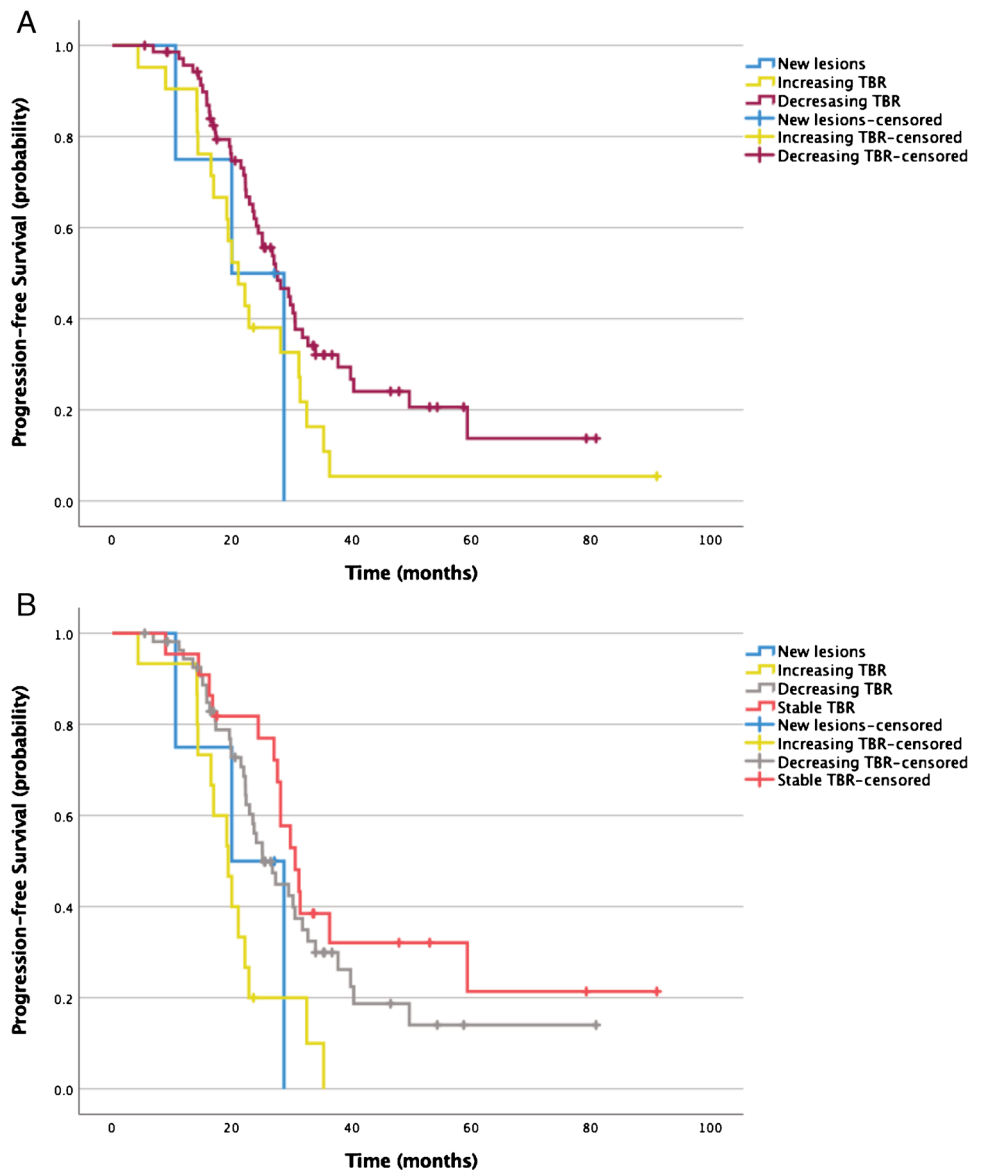 A
Progression-free Survival (probability)
1.0
0.8
0.6
0.4
0.2
0.0
0 20 40 60 80 100
Time (months)
New lesions
Increasing TBR
Decresasing TBR
New lesions-censored
Increasing TBR-censored
Decreasing TBR-censored
B
Progression-free Survival (probability)
1.0
0.8
0.6
0.4
0.2
0.0
0 20 40 60 80 100
Time (months)
New lesions
Increasing TBR
Decreasing TBR
Stable TBR
New lesions-censored
Increasing TBR-censored
Decreasing TBR-censored
Stable TBR-censored